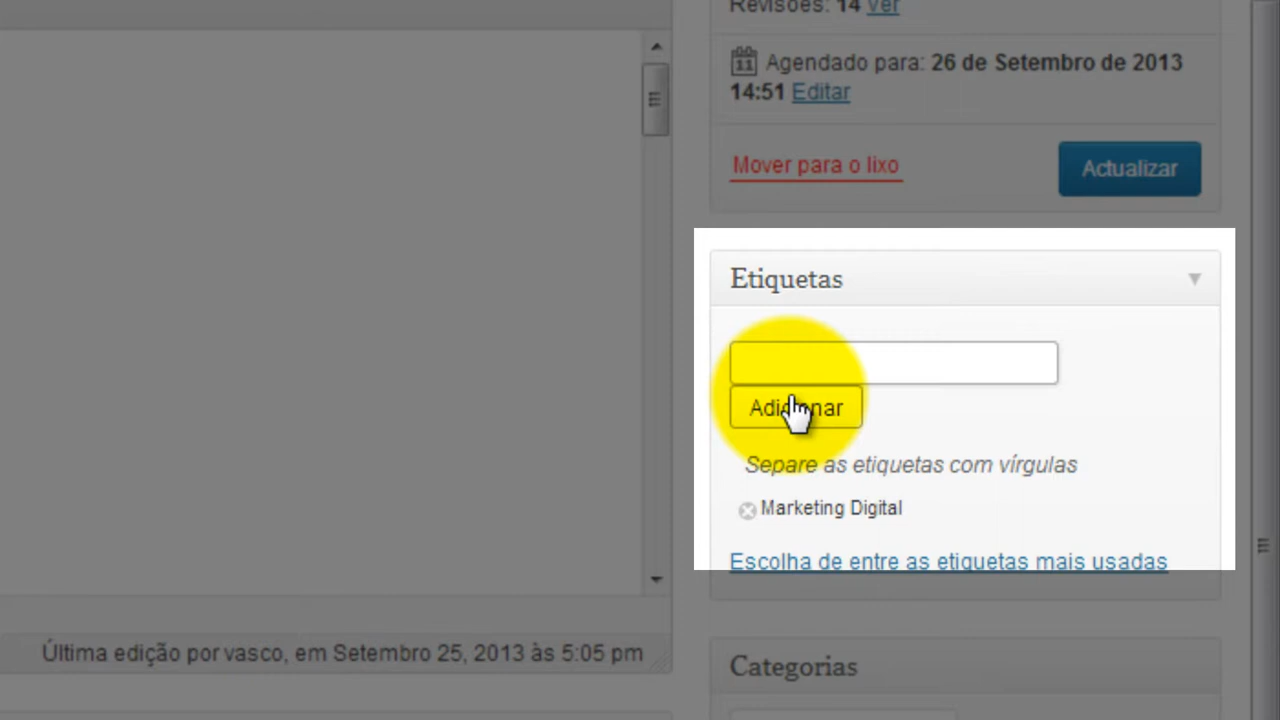 Revisões: 14 Ver
11 Agendado para: 26 de Setembro de 2013
14:51 Editar
Mover para o lixo
Actualizar
Etiquetas
Adicionar
Separe as etiquetas com vírgulas
Marketing Digital
Escolha de entre as etiquetas mais usadas
Última edição por vasco, em Setembro 25, 2013 às 5:05 pm
Categorias